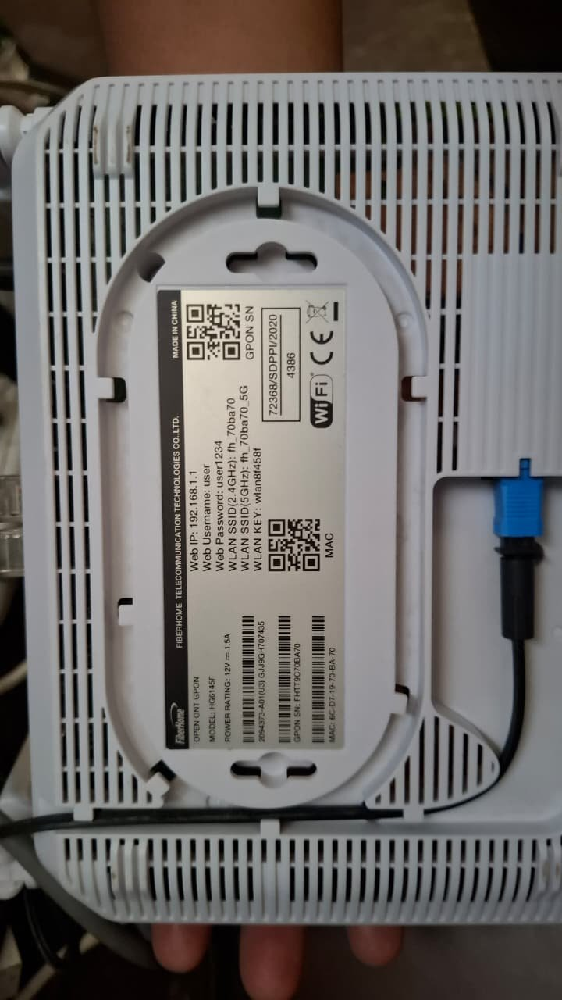 FiberHome
FIBERHOME TELECOMMUNICATION TECHNOLOGIES CO.,LTD.
MADE IN CHINA
OPEN ONT GPON
MODEL: HG6145F
POWER RATING: 12V ⎓ 1.5A
2094373-A01(U3) GJJ9GH707435
GPON SN: FHTT9C70BA70
MAC: 6C-D7-19-70-BA-70
Web IP: 192.168.1.1
Web Username: user
Web Password: user1234
WLAN SSID(2.4GHz): fh_70ba70
WLAN SSID(5GHz): fh_70ba70_5G
WLAN KEY: wlan8f458f
MAC
GPON SN
72368/SDPPI/2020
4386
WiFi
CE